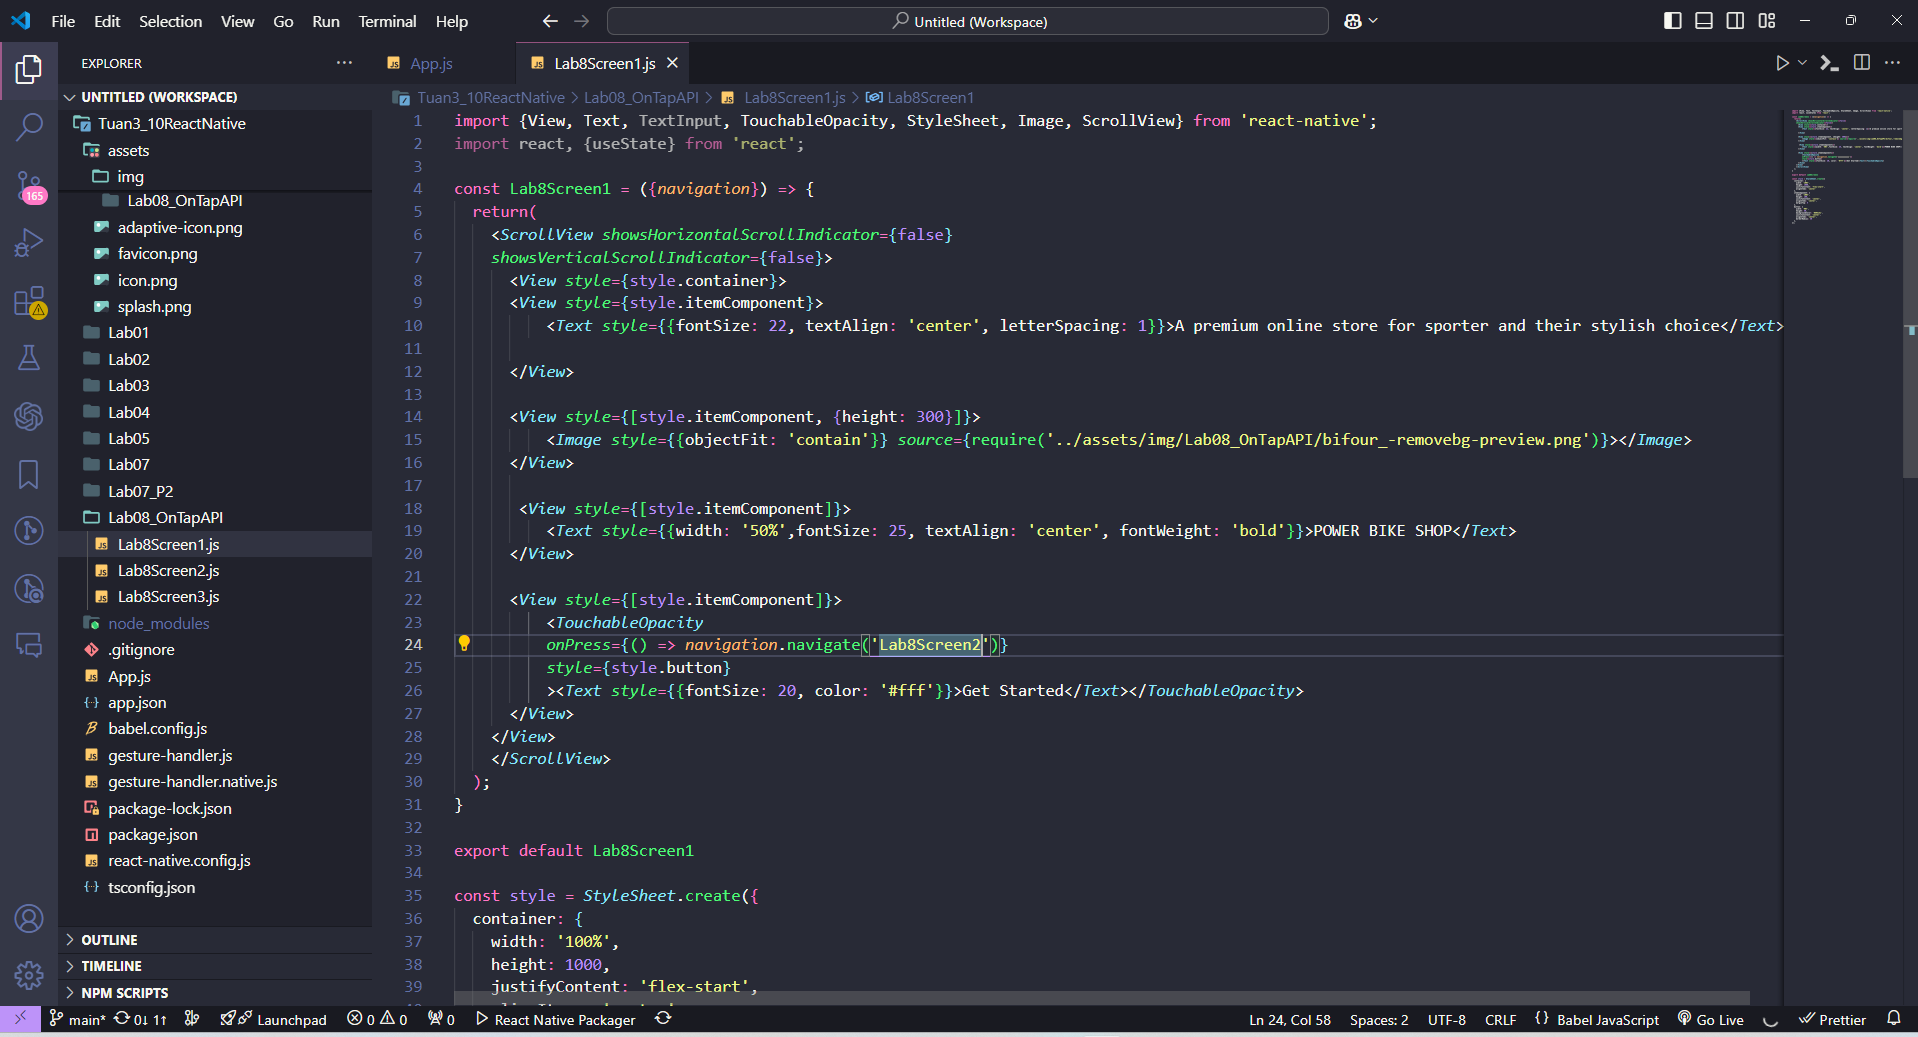 File Edit Selection View Go Run Terminal Help
Untitled (Workspace)
EXPLORER
UNTITLED (WORKSPACE)
Tuan3_10ReactNative
assets
img
Lab08_OnTapAPI
adaptive-icon.png
favicon.png
icon.png
splash.png
Lab01
Lab02
Lab03
Lab04
Lab05
Lab07
Lab07_P2
Lab08_OnTapAPI
Lab8Screen1.js
Lab8Screen2.js
Lab8Screen3.js
node_modules
.gitignore
App.js
app.json
babel.config.js
gesture-handler.js
gesture-handler.native.js
package-lock.json
package.json
react-native.config.js
tsconfig.json
OUTLINE
TIMELINE
NPM SCRIPTS
165
App.js Lab8Screen1.js
Tuan3_10ReactNative > Lab08_OnTapAPI > Lab8Screen1.js > Lab8Screen1
1 import {View, Text, TextInput, TouchableOpacity, StyleSheet, Image, ScrollView} from 'react-native';
2 import react, {useState} from 'react';
3
4 const Lab8Screen1 = ({navigation}) => {
5 return(
6 <ScrollView showsHorizontalScrollIndicator={false}
7 showsVerticalScrollIndicator={false}>
8 <View style={style.container}>
9 <View style={style.itemComponent}>
10 <Text style={{fontSize: 22, textAlign: 'center', letterSpacing: 1}}>A premium online store for sporter and their stylish choice</Text>
11
12 </View>
13
14 <View style={[style.itemComponent, {height: 300}]}>
15 <Image style={{objectFit: 'contain'}} source={require('../assets/img/Lab08_OnTapAPI/bifour_-removebg-preview.png')}></Image>
16 </View>
17
18 <View style={[style.itemComponent]}>
19 <Text style={{width: '50%',fontSize: 25, textAlign: 'center', fontWeight: 'bold'}}>POWER BIKE SHOP</Text>
20 </View>
21
22 <View style={[style.itemComponent]}>
23 <TouchableOpacity
24 onPress={() => navigation.navigate('Lab8Screen2')}
25 style={style.button}
26 ><Text style={{fontSize: 20, color: '#fff'}}>Get Started</Text></TouchableOpacity>
27 </View>
28 </View>
29 </ScrollView>
30 );
31 }
32
33 export default Lab8Screen1
34
35 const style = StyleSheet.create({
36 container: {
37 width: '100%',
38 height: 1000,
39 justifyContent: 'flex-start',
main* 0↓ 1↑ Launchpad 0 0 0 React Native Packager
Ln 24, Col 58 Spaces: 2 UTF-8 CRLF {} Babel JavaScript Go Live Prettier